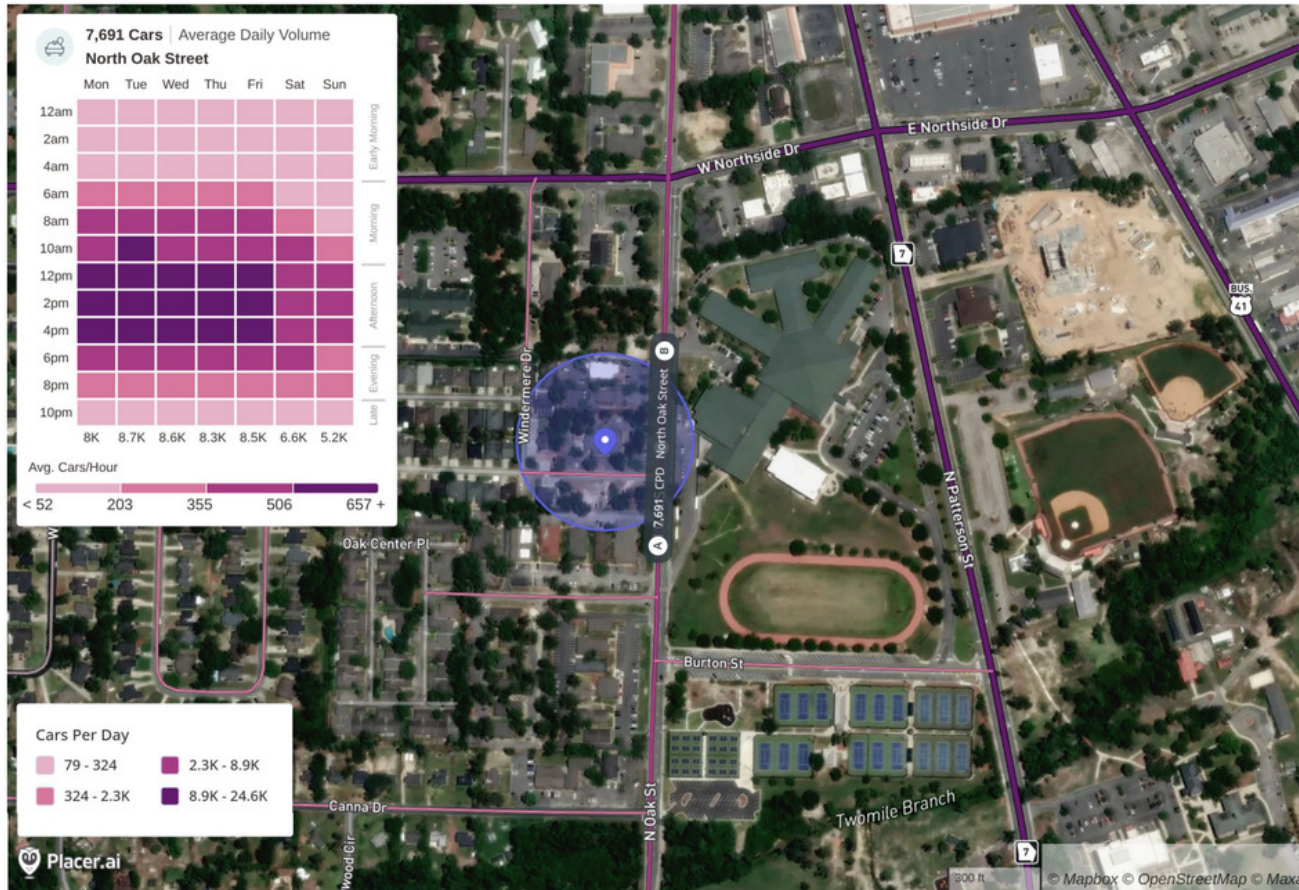 7,691 Cars | Average Daily Volume
North Oak Street
Mon Tue Wed Thu Fri Sat Sun
12am
2am
4am
6am
8am
10am
12pm
2pm
4pm
6pm
8pm
10pm
Early Morning
Morning
Afternoon
Evening
Late
8K 8.7K 8.6K 8.3K 8.5K 6.6K 5.2K
Avg. Cars/Hour
< 52 203 355 506 657 +
E Northside Dr
W Northside Dr
7
BUS.
41
Windermere Dr
B
North Oak Street
7,691 CPD
A
N Patterson St
Oak Center Pl
Burton St
Cars Per Day
79 - 324
2.3K - 8.9K
324 - 2.3K
8.9K - 24.6K
Canna Dr
N Oak St
Twomile Branch
wood Cir
7
Placer.ai
300 ft
© Mapbox © OpenStreetMap © Maxa